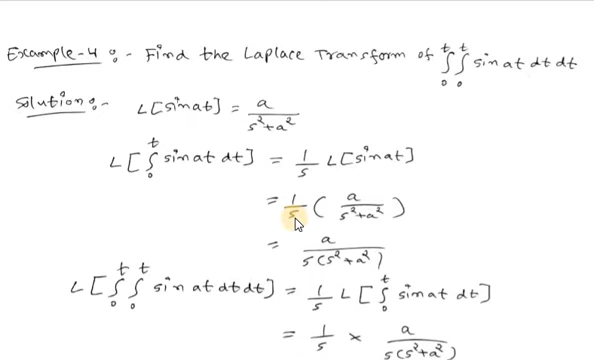 Example-4 :- Find the Laplace Transform of ∫₀ᵗ∫₀ᵗ sin at dt dt
Solution :- L[sin at] = a/(s²+a²)
L[∫₀ᵗ sin at dt] = 1/s L[sin at]
= 1/s ( a/(s²+a²) )
= a/(s(s²+a²))
L[∫₀ᵗ∫₀ᵗ sin at dt dt] = 1/s L[∫₀ᵗ sin at dt]
= 1/s × a/(s(s²+a²))